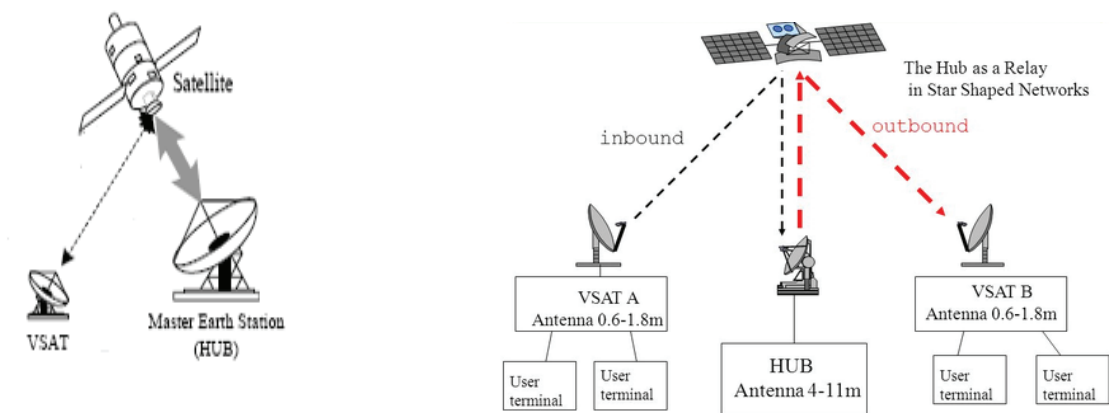 Satellite
VSAT
Master Earth Station
(HUB)
The Hub as a Relay
in Star Shaped Networks
inbound
outbound
VSAT A
Antenna 0.6-1.8m
User
terminal
User
terminal
HUB
Antenna 4-11m
VSAT B
Antenna 0.6-1.8m
User
terminal
User
terminal